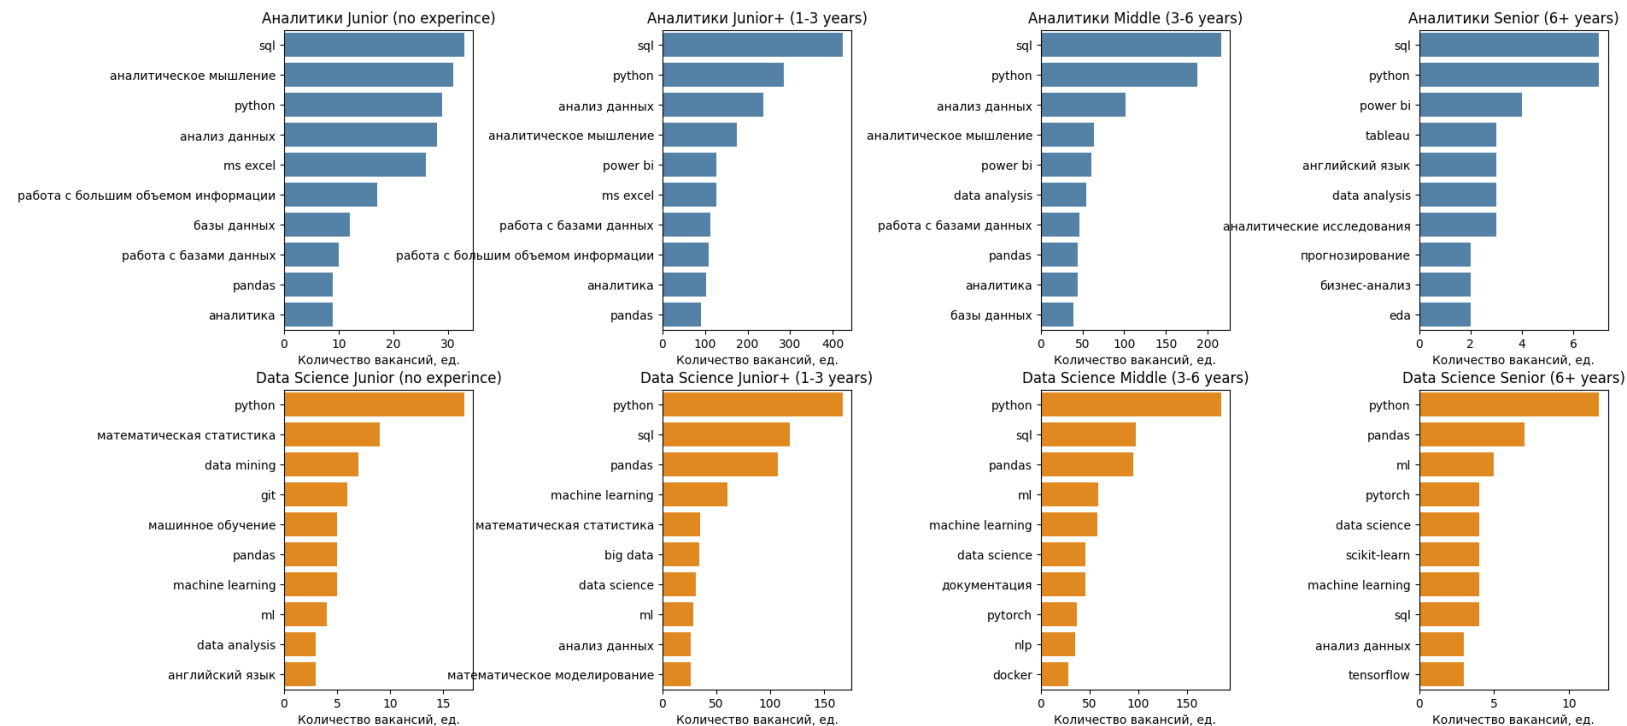 Аналитики Junior (no experince)
sql
аналитическое мышление
python
анализ данных
ms excel
работа с большим объемом информации
базы данных
работа с базами данных
pandas
аналитика
0 10 20 30
Количество вакансий, ед.
Аналитики Junior+ (1-3 years)
sql
python
анализ данных
аналитическое мышление
power bi
ms excel
работа с базами данных
работа с большим объемом информации
аналитика
pandas
0 100 200 300 400
Количество вакансий, ед.
Аналитики Middle (3-6 years)
sql
python
анализ данных
аналитическое мышление
power bi
data analysis
работа с базами данных
pandas
аналитика
базы данных
0 50 100 150 200
Количество вакансий, ед.
Аналитики Senior (6+ years)
sql
python
power bi
tableau
английский язык
data analysis
аналитические исследования
прогнозирование
бизнес-анализ
eda
0 2 4 6
Количество вакансий, ед.
Data Science Junior (no experince)
python
математическая статистика
data mining
git
машинное обучение
pandas
machine learning
ml
data analysis
английский язык
0 5 10 15
Количество вакансий, ед.
Data Science Junior+ (1-3 years)
python
sql
pandas
machine learning
математическая статистика
big data
data science
ml
анализ данных
математическое моделирование
0 50 100 150
Количество вакансий, ед.
Data Science Middle (3-6 years)
python
sql
pandas
ml
machine learning
data science
документация
pytorch
nlp
docker
0 50 100 150
Количество вакансий, ед.
Data Science Senior (6+ years)
python
pandas
ml
pytorch
data science
scikit-learn
machine learning
sql
анализ данных
tensorflow
0 5 10
Количество вакансий, ед.